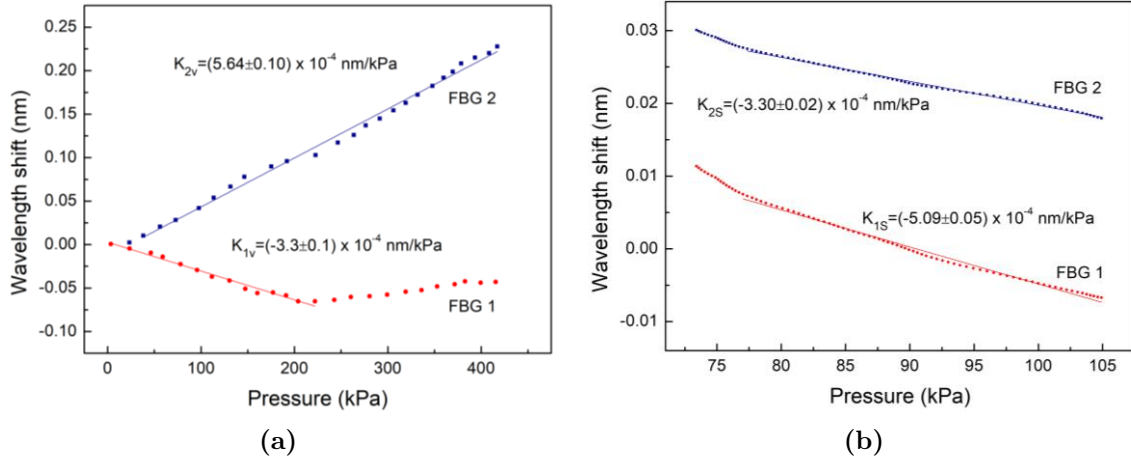 0.25
0.20
0.15
0.10
0.05
0.00
-0.05
-0.10
Wavelength shift (nm)
K2v=(5.64±0.10) x 10-4 nm/kPa
FBG 2
K1v=(-3.3±0.1) x 10-4 nm/kPa
FBG 1
0 100 200 300 400
Pressure (kPa)
(a)
0.03
0.02
0.01
0.00
-0.01
Wavelength shift (nm)
FBG 2
K2S=(-3.30±0.02) x 10-4 nm/kPa
K1S=(-5.09±0.05) x 10-4 nm/kPa
FBG 1
75 80 85 90 95 100 105
Pressure (kPa)
(b)